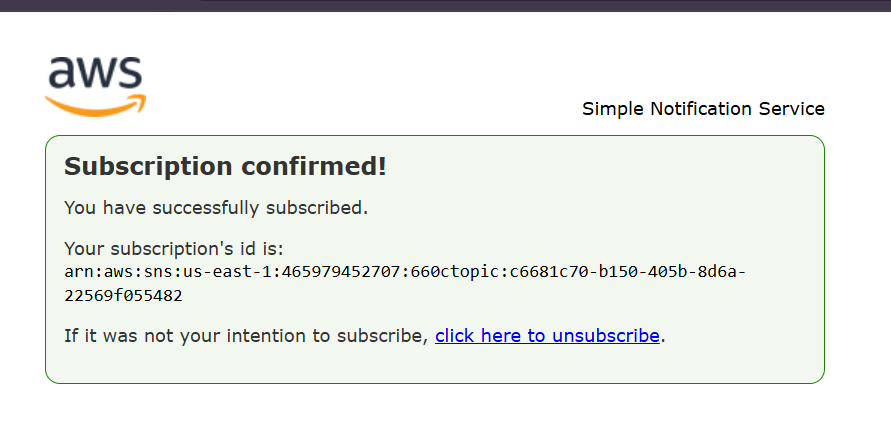 aws
Simple Notification Service
Subscription confirmed!
You have successfully subscribed.
Your subscription's id is:
arn:aws:sns:us-east-1:465979452707:660ctopic:c6681c70-b150-405b-8d6a-
22569f055482
If it was not your intention to subscribe, click here to unsubscribe.